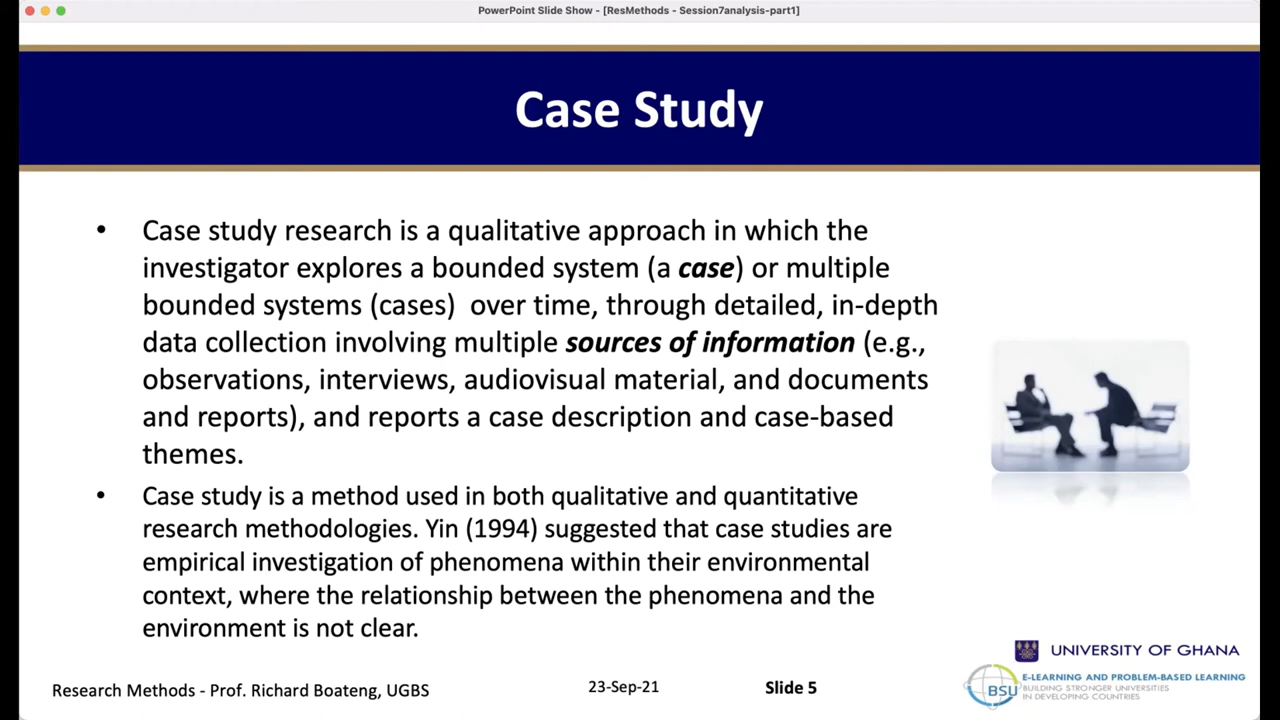 PowerPoint Slide Show - [ResMethods - Session7analysis-part1]
Case Study
• Case study research is a qualitative approach in which the
investigator explores a bounded system (a case) or multiple
bounded systems (cases) over time, through detailed, in-depth
data collection involving multiple sources of information (e.g.,
observations, interviews, audiovisual material, and documents
and reports), and reports a case description and case-based
themes.
• Case study is a method used in both qualitative and quantitative
research methodologies. Yin (1994) suggested that case studies are
empirical investigation of phenomena within their environmental
context, where the relationship between the phenomena and the
environment is not clear.
UNIVERSITY OF GHANA
BSU
E-LEARNING AND PROBLEM-BASED LEARNING
BUILDING STRONGER UNIVERSITIES
IN DEVELOPING COUNTRIES
Research Methods - Prof. Richard Boateng, UGBS
23-Sep-21
Slide 5